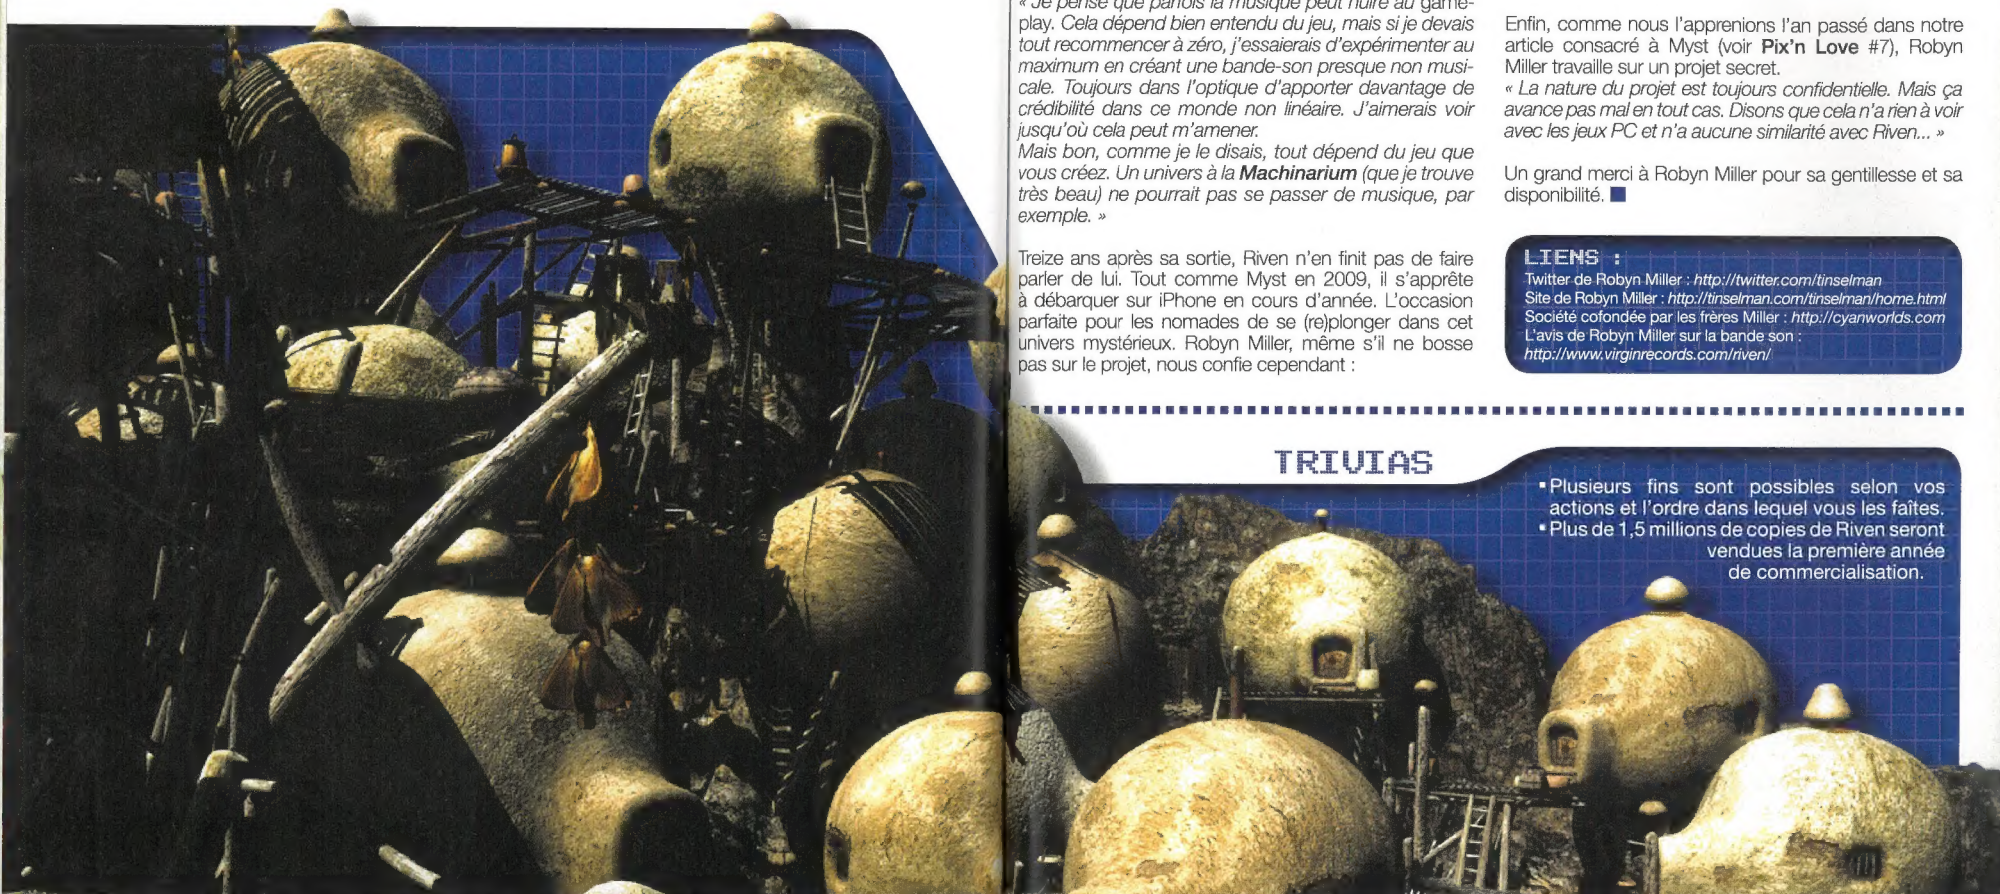 « Je pense que parfois la musique peut nuire au game-
play. Cela dépend bien entendu du jeu, mais si je devais
tout recommencer à zéro, j'essaierais d'expérimenter au
maximum en créant une bande-son presque non musi-
cale. Toujours dans l'optique d'apporter davantage de
crédibilité dans ce monde non linéaire. J'aimerais voir
jusqu'où cela peut m'amener.
Mais bon, comme je le disais, tout dépend du jeu que
vous créez. Un univers à la Machinarium (que je trouve
très beau) ne pourrait pas se passer de musique, par
exemple. »
Treize ans après sa sortie, Riven n'en finit pas de faire
parler de lui. Tout comme Myst en 2009, il s'apprête
à débarquer sur iPhone en cours d'année. L'occasion
parfaite pour les nomades de se (re)plonger dans cet
univers mystérieux. Robyn Miller, même s'il ne bosse
pas sur le projet, nous confie cependant :
Enfin, comme nous l'apprenions l'an passé dans notre
article consacré à Myst (voir Pix'n Love #7), Robyn
Miller travaille sur un projet secret.
« La nature du projet est toujours confidentielle. Mais ça
avance pas mal en tout cas. Disons que cela n'a rien à voir
avec les jeux PC et n'a aucune similarité avec Riven... »
Un grand merci à Robyn Miller pour sa gentillesse et sa
disponibilité. ■
LIENS :
Twitter de Robyn Miller : http://twitter.com/tinselman
Site de Robyn Miller : http://tinselman.com/tinselman/home.html
Société cofondée par les frères Miller : http://cyanworlds.com
L'avis de Robyn Miller sur la bande son :
http://www.virginrecords.com/riven/
TRIVIAS
▪ Plusieurs fins sont possibles selon vos
actions et l'ordre dans lequel vous les faîtes.
▪ Plus de 1,5 millions de copies de Riven seront
vendues la première année
de commercialisation.